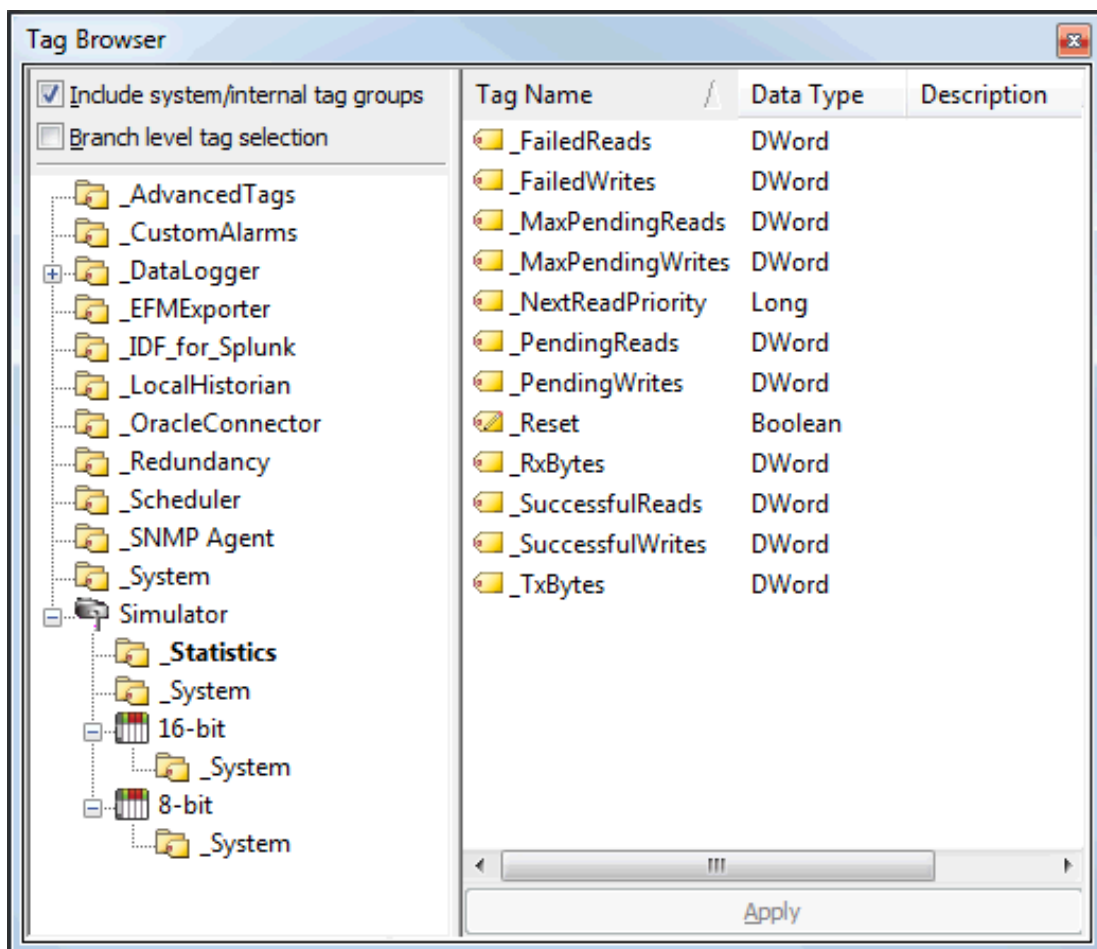 Tag Browser
Include system/internal tag groups
Branch level tag selection
_AdvancedTags
_CustomAlarms
_DataLogger
_EFMExporter
_IDF_for_Splunk
_LocalHistorian
_OracleConnector
_Redundancy
_Scheduler
_SNMP Agent
_System
Simulator
_Statistics
_System
16-bit
_System
8-bit
_System
Tag Name Data Type Description
_FailedReads DWord
_FailedWrites DWord
_MaxPendingReads DWord
_MaxPendingWrites DWord
_NextReadPriority Long
_PendingReads DWord
_PendingWrites DWord
_Reset Boolean
_RxBytes DWord
_SuccessfulReads DWord
_SuccessfulWrites DWord
_TxBytes DWord
Apply